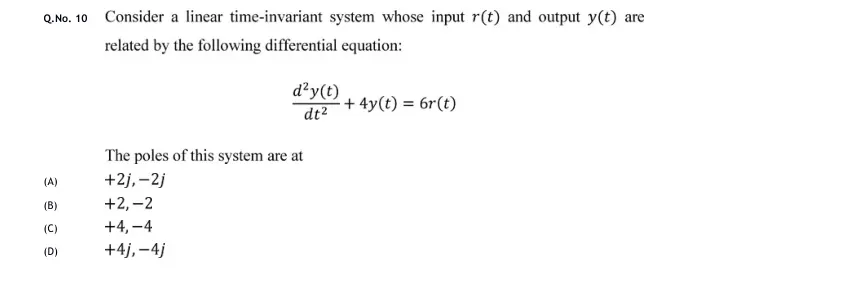 Q.No. 10 Consider a linear time-invariant system whose input r(t) and output y(t) are
related by the following differential equation:
d²y(t)/dt² + 4y(t) = 6r(t)
The poles of this system are at
(A) +2j, −2j
(B) +2, −2
(C) +4, −4
(D) +4j, −4j